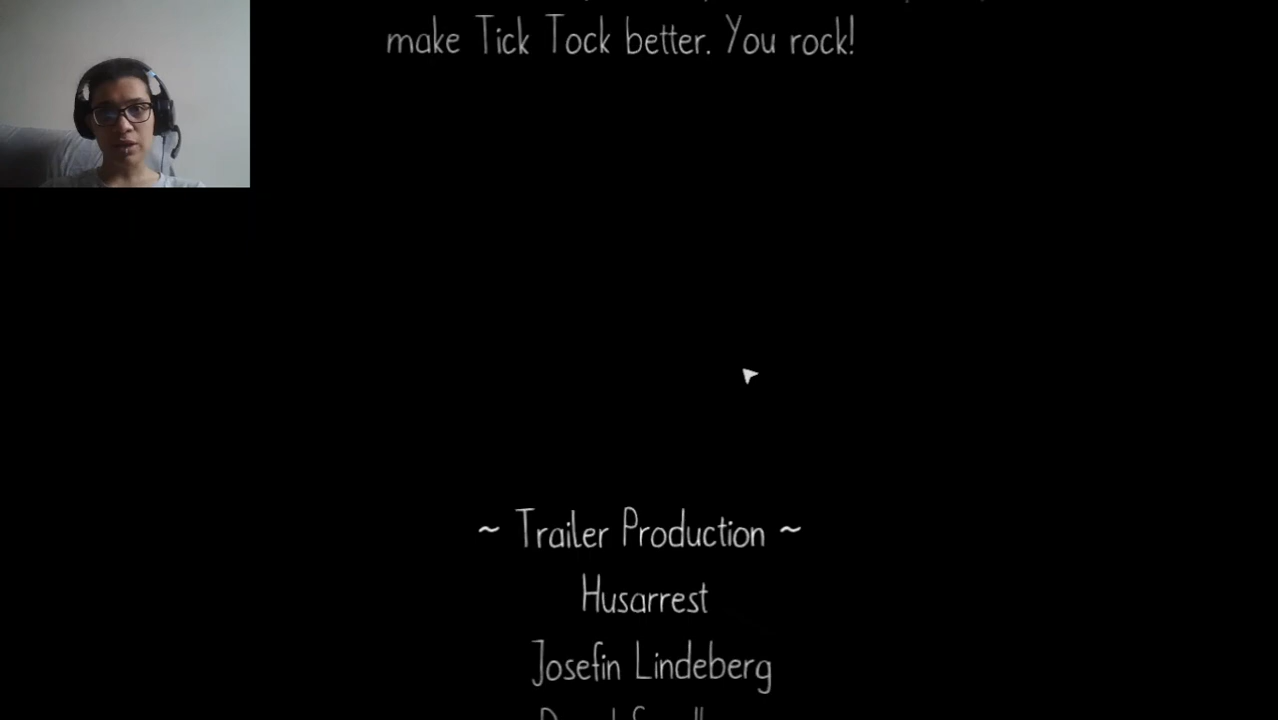 make Tick Tock better. You rock!
~ Trailer Production ~
Husarrest
Josefin Lindeberg